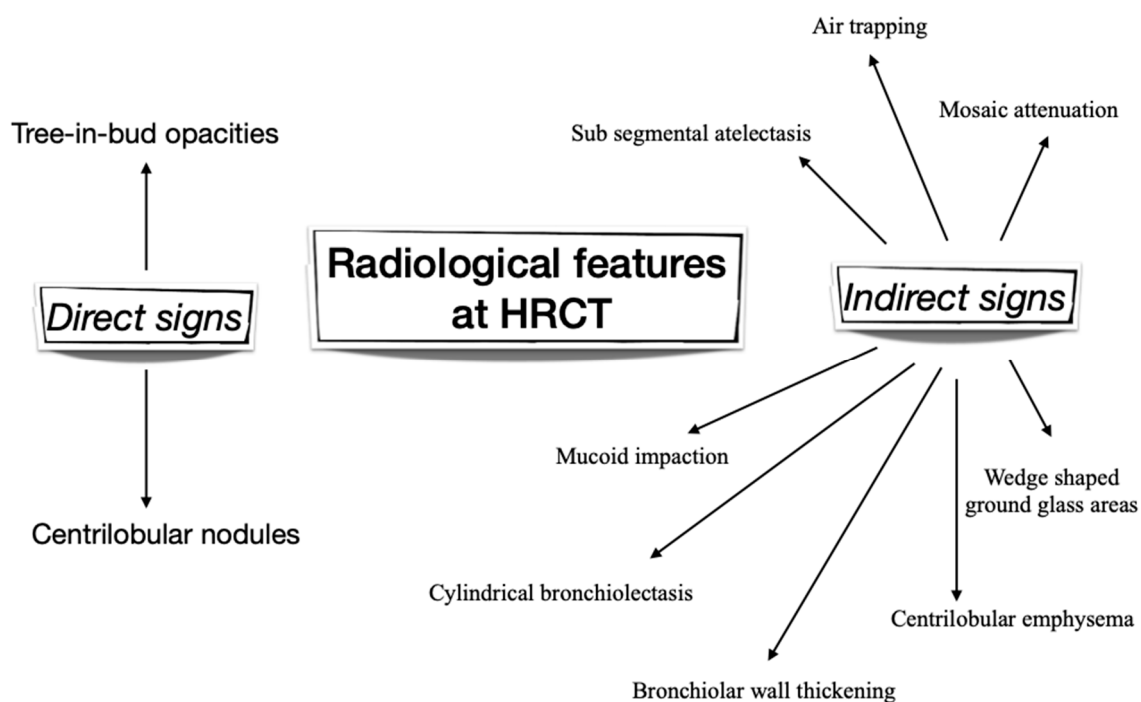 Air trapping
Mosaic attenuation
Sub segmental atelectasis
Tree-in-bud opacities
Radiological features
at HRCT
Direct signs
Indirect signs
Mucoid impaction
Wedge shaped
ground glass areas
Centrilobular nodules
Cylindrical bronchiolectasis
Centrilobular emphysema
Bronchiolar wall thickening